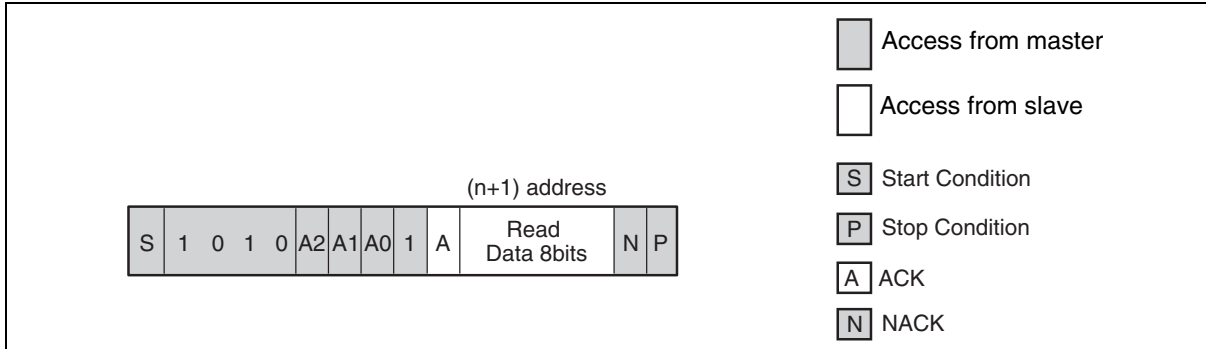 Access from master
Access from slave
(n+1) address
S 1 0 1 0 A2 A1 A0 1 A Read Data 8bits N P
S Start Condition
P Stop Condition
A ACK
N NACK